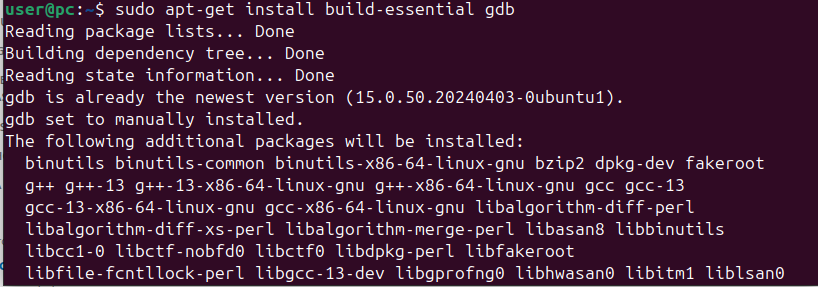 user@pc:~$ sudo apt-get install build-essential gdb
Reading package lists... Done
Building dependency tree... Done
Reading state information... Done
gdb is already the newest version (15.0.50.20240403-0ubuntu1).
gdb set to manually installed.
The following additional packages will be installed:
  binutils binutils-common binutils-x86-64-linux-gnu bzip2 dpkg-dev fakeroot
  g++ g++-13 g++-13-x86-64-linux-gnu g++-x86-64-linux-gnu gcc gcc-13
  gcc-13-x86-64-linux-gnu gcc-x86-64-linux-gnu libalgorithm-diff-perl
  libalgorithm-diff-xs-perl libalgorithm-merge-perl libasan8 libbinutils
  libcc1-0 libctf-nobfd0 libctf0 libdpkg-perl libfakeroot
  libfile-fcntllock-perl libgcc-13-dev libgprofng0 libhwasan0 libitm1 liblsan0